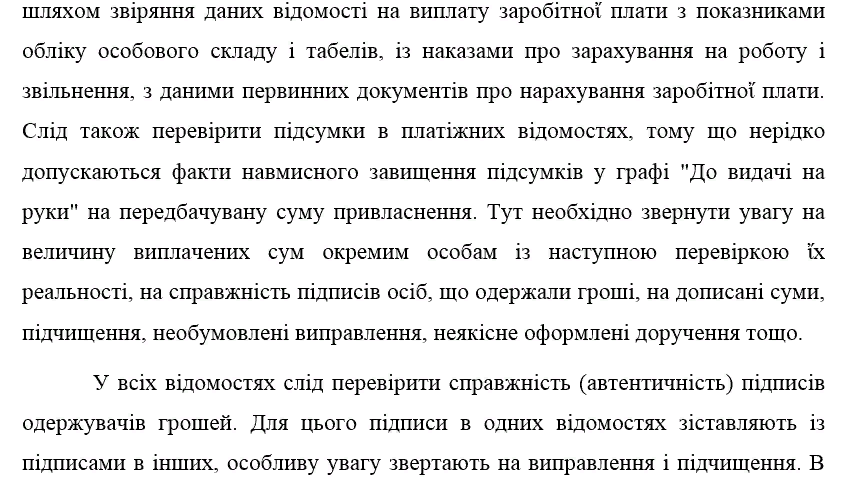 шляхом звіряння даних відомості на виплату заробітної плати з показниками
обліку особового складу і табелів, із наказами про зарахування на роботу і
звільнення, з даними первинних документів про нарахування заробітної плати.
Слід також перевірити підсумки в платіжних відомостях, тому що нерідко
допускаються факти навмисного завищення підсумків у графі "До видачі на
руки" на передбачувану суму привласнення. Тут необхідно звернути увагу на
величину виплачених сум окремим особам із наступною перевіркою їх
реальності, на справжність підписів осіб, що одержали гроші, на дописані суми,
підчищення, необумовлені виправлення, неякісне оформлені доручення тощо.
У всіх відомостях слід перевірити справжність (автентичність) підписів
одержувачів грошей. Для цього підписи в одних відомостях зіставляють із
підписами в інших, особливу увагу звертають на виправлення і підчищення. В